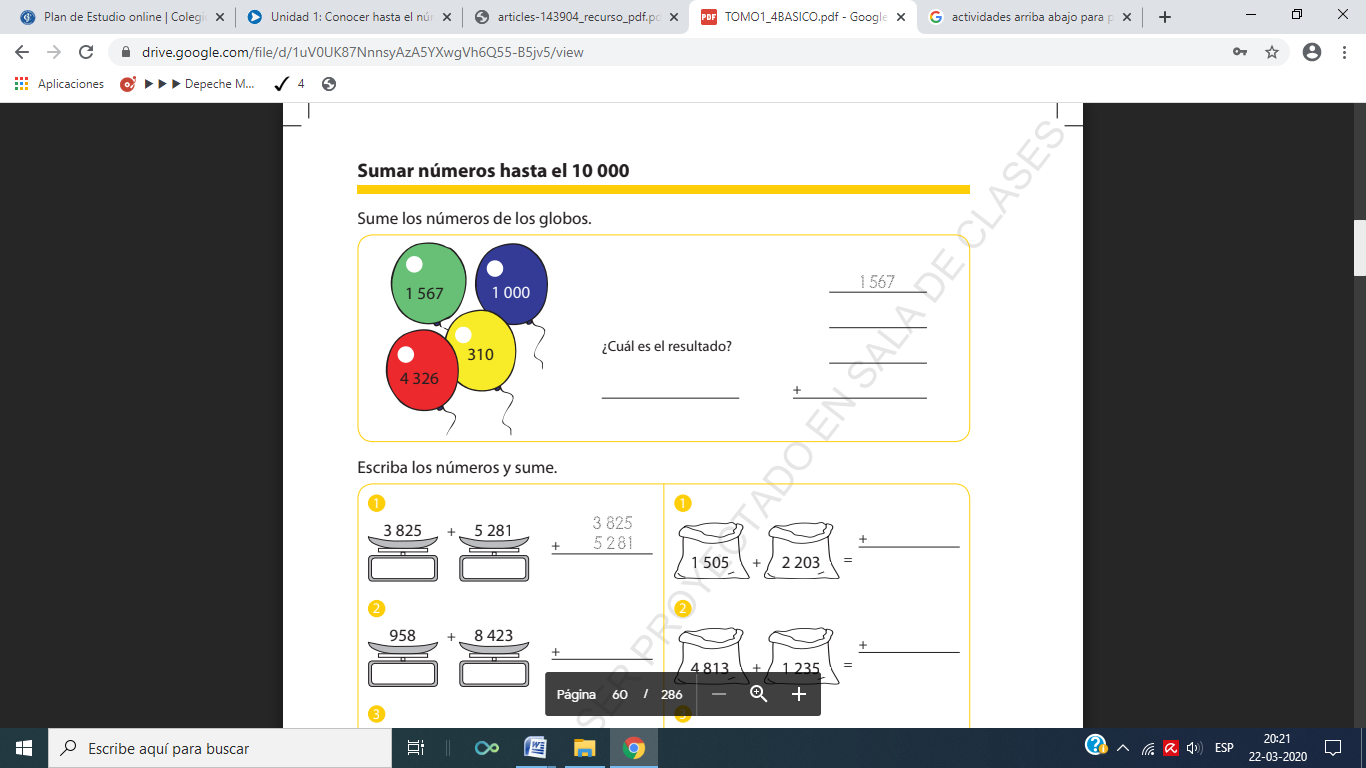 Plan de Estudio online | Colegi
Unidad 1: Conocer hasta el núm
articles-143904_recurso_pdf.pd
TOMO1_4BASICO.pdf - Google
actividades arriba abajo para p
drive.google.com/file/d/1uV0UK87NnnsyAzA5YXwgVh6Q55-B5jv5/view
Aplicaciones
►►► Depeche M...
4
Sumar números hasta el 10 000
Sume los números de los globos.
1 567
1 000
310
4 326
¿Cuál es el resultado?
1 567
+
Escriba los números y sume.
1
3 825 + 5 281
3 825
+ 5 281
2
958 + 8 423
+
3
1
1 505 + 2 203 =
+
2
4 813 + 1 235 =
+
3
SER PROYECTADO EN SALA DE CLASES
Página 60 / 286
Escribe aquí para buscar
ESP
20:21
22-03-2020